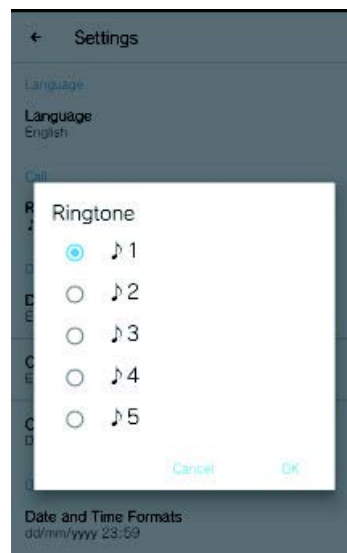 ← Settings
Language
Language
English
Call
R
♪
Ringtone
♪1
♪2
♪3
♪4
♪5
Cancel OK
D
E
C
E
C
D
Date and Time Formats
dd/mm/yyyy 23:59